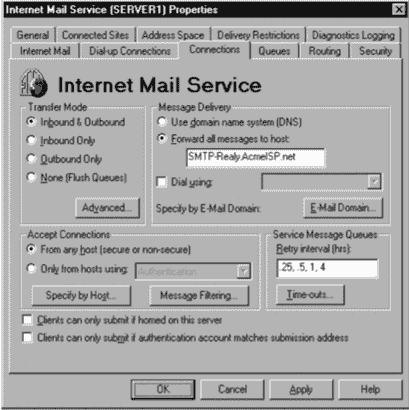 Internet Mail Service (SERVER1) Properties
General Connected Sites Address Space Delivery Restrictions Diagnostics Logging
Internet Mail Dial-up Connections Connections Queues Routing Security
Internet Mail Service
Transfer Mode
Inbound & Outbound
Inbound Only
Outbound Only
None (Flush Queues)
Advanced...
Message Delivery
Use domain name system (DNS)
Forward all messages to host:
SMTP-Realy.AcmeISP.net
Dial using:
Specify by E-Mail Domain:
E-Mail Domain...
Accept Connections
From any host (secure or non-secure)
Only from hosts using:
Authentication
Specify by Host...
Message Filtering...
Service Message Queues
Retry interval (hrs):
.25, .5, 1, 4
Time-outs...
Clients can only submit if homed on this server
Clients can only submit if authentication account matches submission address
OK Cancel Apply Help